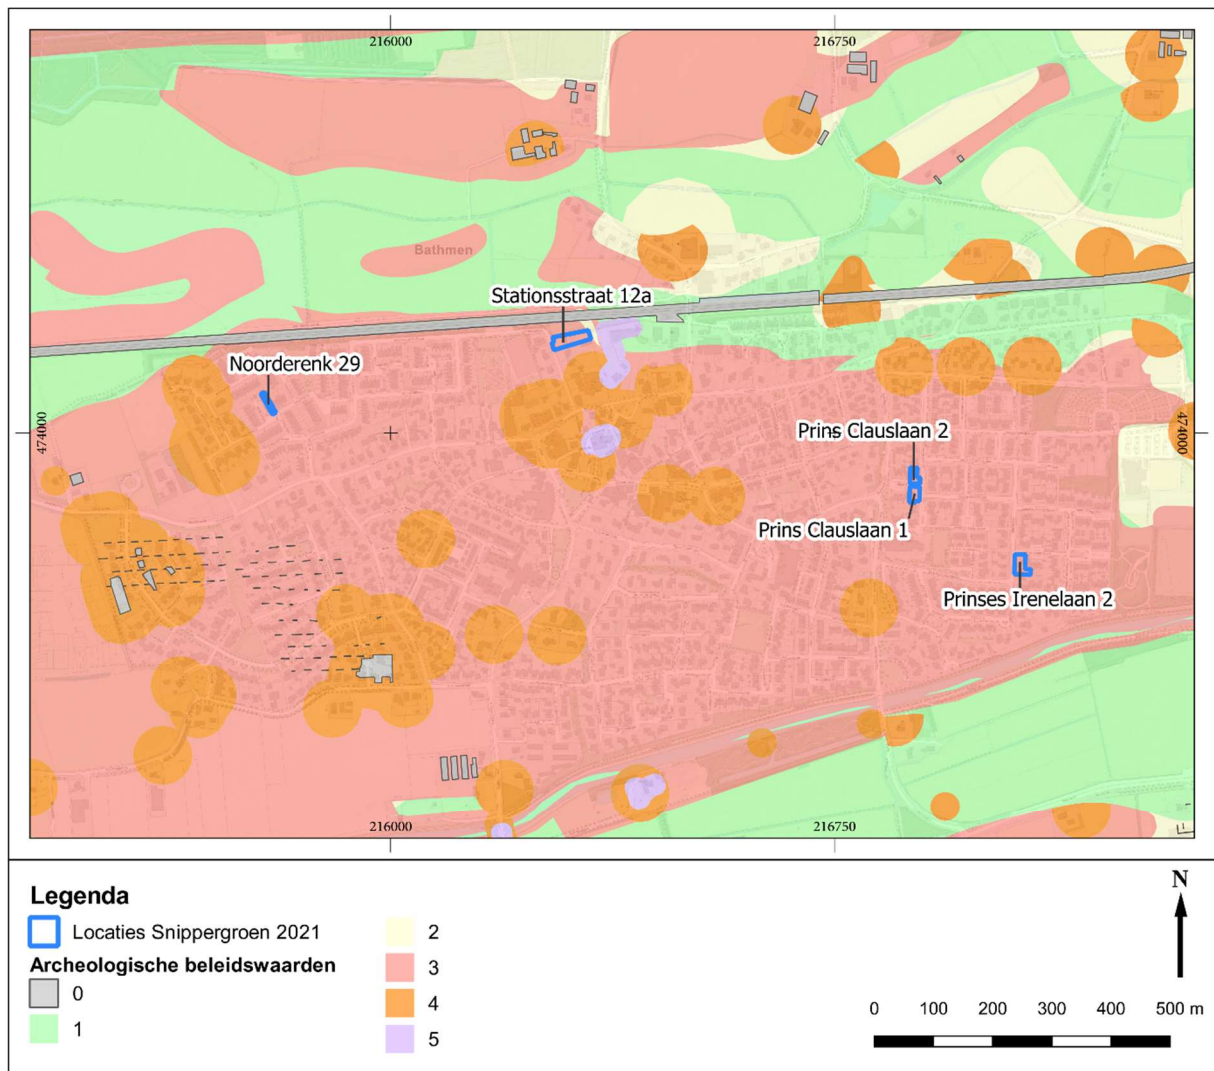 216000
216750
Bathmen
Stationsstraat 12a
Noorderenk 29
474000
474000
Prins Clauslaan 2
Prins Clauslaan 1
Prinses Irenelaan 2
216000
216750
Legenda
Locaties Snippergroen 2021
Archeologische beleidswaarden
0
1
2
3
4
5
N
0 100 200 300 400 500 m